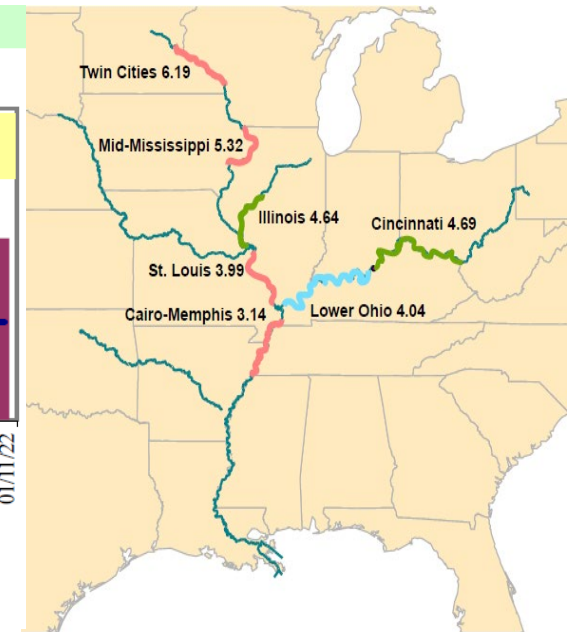 Twin Cities 6.19
Mid-Mississippi 5.32
Illinois 4.64
Cincinnati 4.69
St. Louis 3.99
Cairo-Memphis 3.14
Lower Ohio 4.04
01/11/22